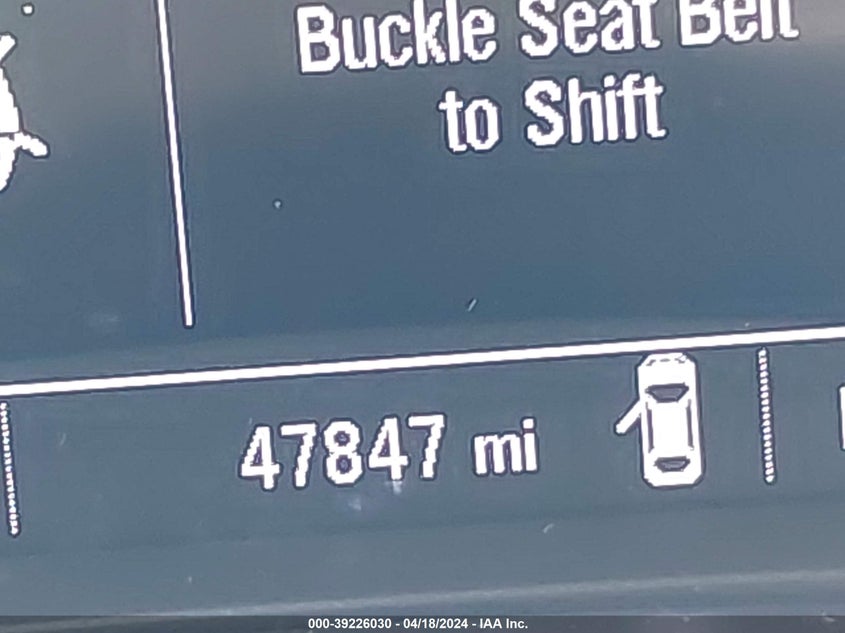 Buckle Seat Belt
to Shift
47847 mi
000-39226030 - 04/18/2024 - IAA Inc.